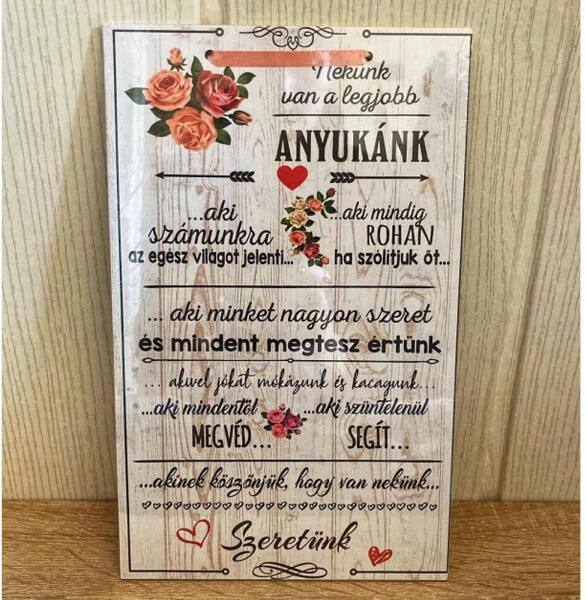 Nekünk
van a legjobb
ANYUKÁNK
...aki
számunkra
az egész világot jelenti...
...aki mindig
ROHAN
ha szólítjuk őt...
... aki minket nagyon szeret
és mindent megtesz értünk
... akivel jókat mókázunk és kacagunk...
...aki mindentől
MEGVÉD...
...aki szüntelenül
SEGÍT...
...akinek köszönjük, hogy van nekünk...
Szeretünk